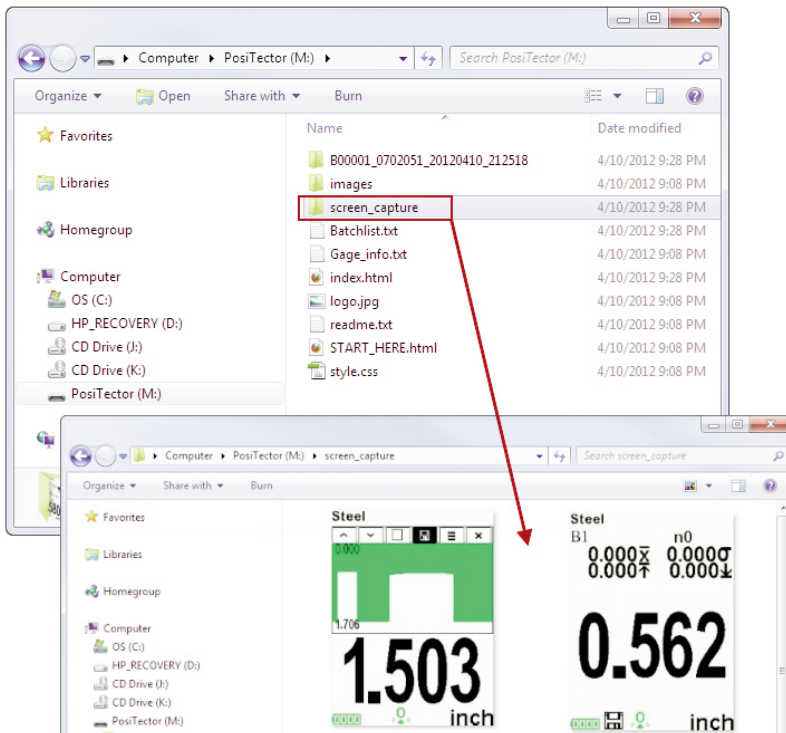 Computer PosiTector (M:) Search PosiTector (M:)
Organize Open Share with Burn
Name Date modified
Favorites
Libraries
Homegroup
Computer
OS (C:)
HP_RECOVERY (D:)
CD Drive (J:)
CD Drive (K:)
PosiTector (M:)
B00001_0702051_20120410_212518 4/10/2012 9:28 PM
images 4/10/2012 9:08 PM
screen_capture 4/10/2012 9:28 PM
Batchlist.txt 4/10/2012 9:28 PM
Gage_info.txt 4/10/2012 9:08 PM
index.html 4/10/2012 9:28 PM
logo.jpg 4/10/2012 9:08 PM
readme.txt 4/10/2012 9:08 PM
START_HERE.html 4/10/2012 9:08 PM
style.css 4/10/2012 9:08 PM
Computer PosiTector (M:) screen_capture Search screen_capture
Organize Share with Burn
Favorites
Libraries
Homegroup
Computer
OS (C:)
HP_RECOVERY (D:)
CD Drive (J:)
CD Drive (K:)
PosiTector (M:)
Steel
0.000
1.706
1.503
inch
Steel
B1 n0
0.000x̄ 0.000σ
0.000↑ 0.000↓
0.562
inch